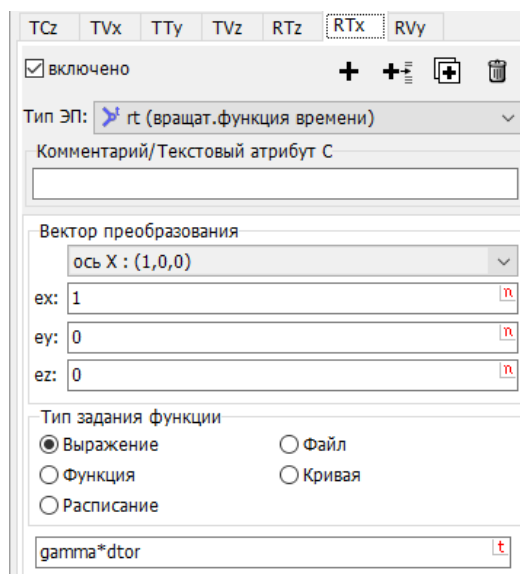 TCz TVx TTy TVz RTz RTx RVy
включено
Тип ЭП: t rt (вращат.функция времени)
Комментарий/Текстовый атрибут C
Вектор преобразования
ось X : (1,0,0)
ex: 1 n
ey: 0 n
ez: 0 n
Тип задания функции
Выражение Файл
Функция Кривая
Расписание
gamma*dtor t